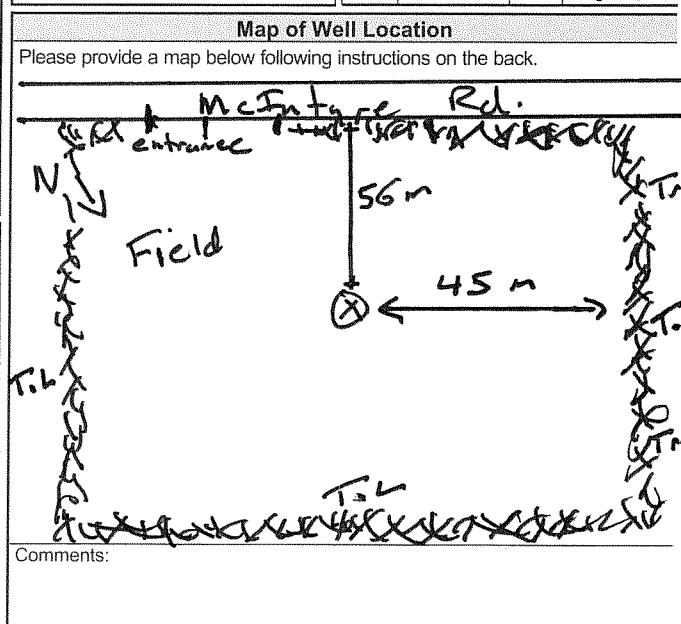 Map of Well Location
Please provide a map below following instructions on the back.
McIntyre Rd.
entrance
N
56 m
Field
45 m
T.L
T.L
Comments: